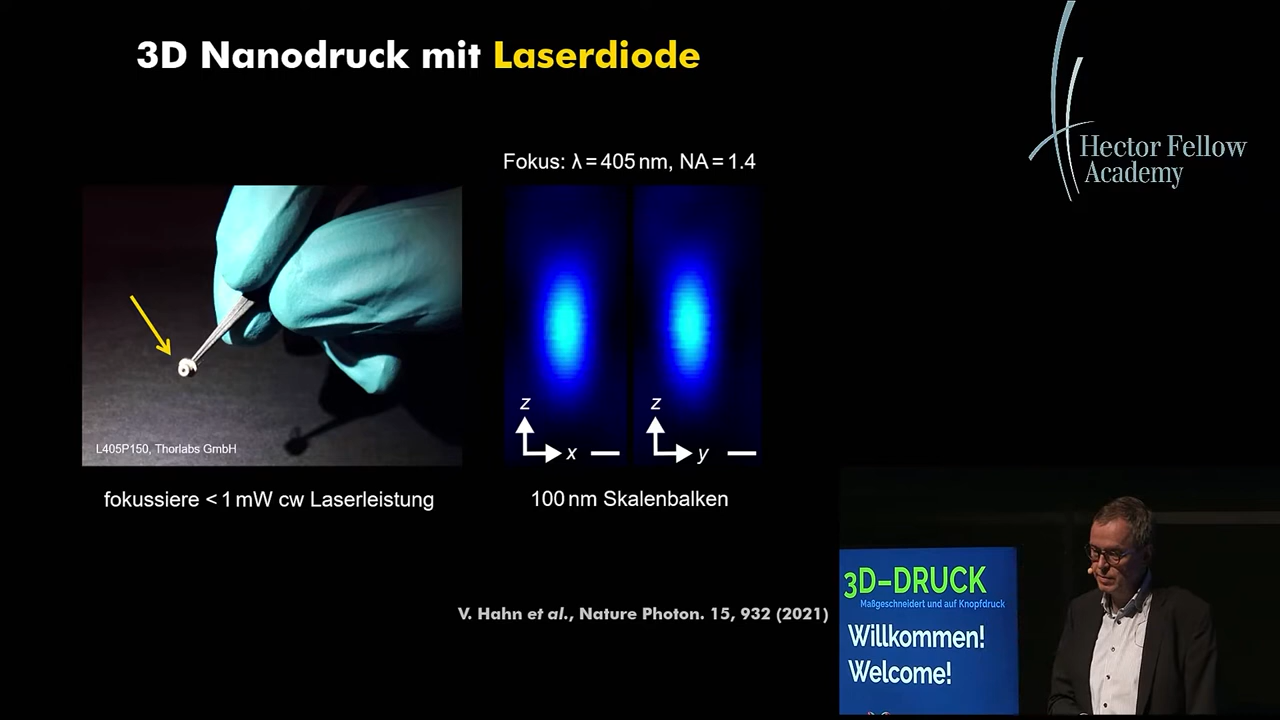 3D Nanodruck mit Laserdiode
Hector Fellow
Academy
Fokus: λ = 405 nm, NA = 1.4
L405P150, Thorlabs GmbH
z
x
z
y
fokussiere < 1 mW cw Laserleistung
100 nm Skalenbalken
V. Hahn et al., Nature Photon. 15, 932 (2021)
3D-DRUCK
Maßgeschneidert und auf Knopfdruck
Willkommen!
Welcome!